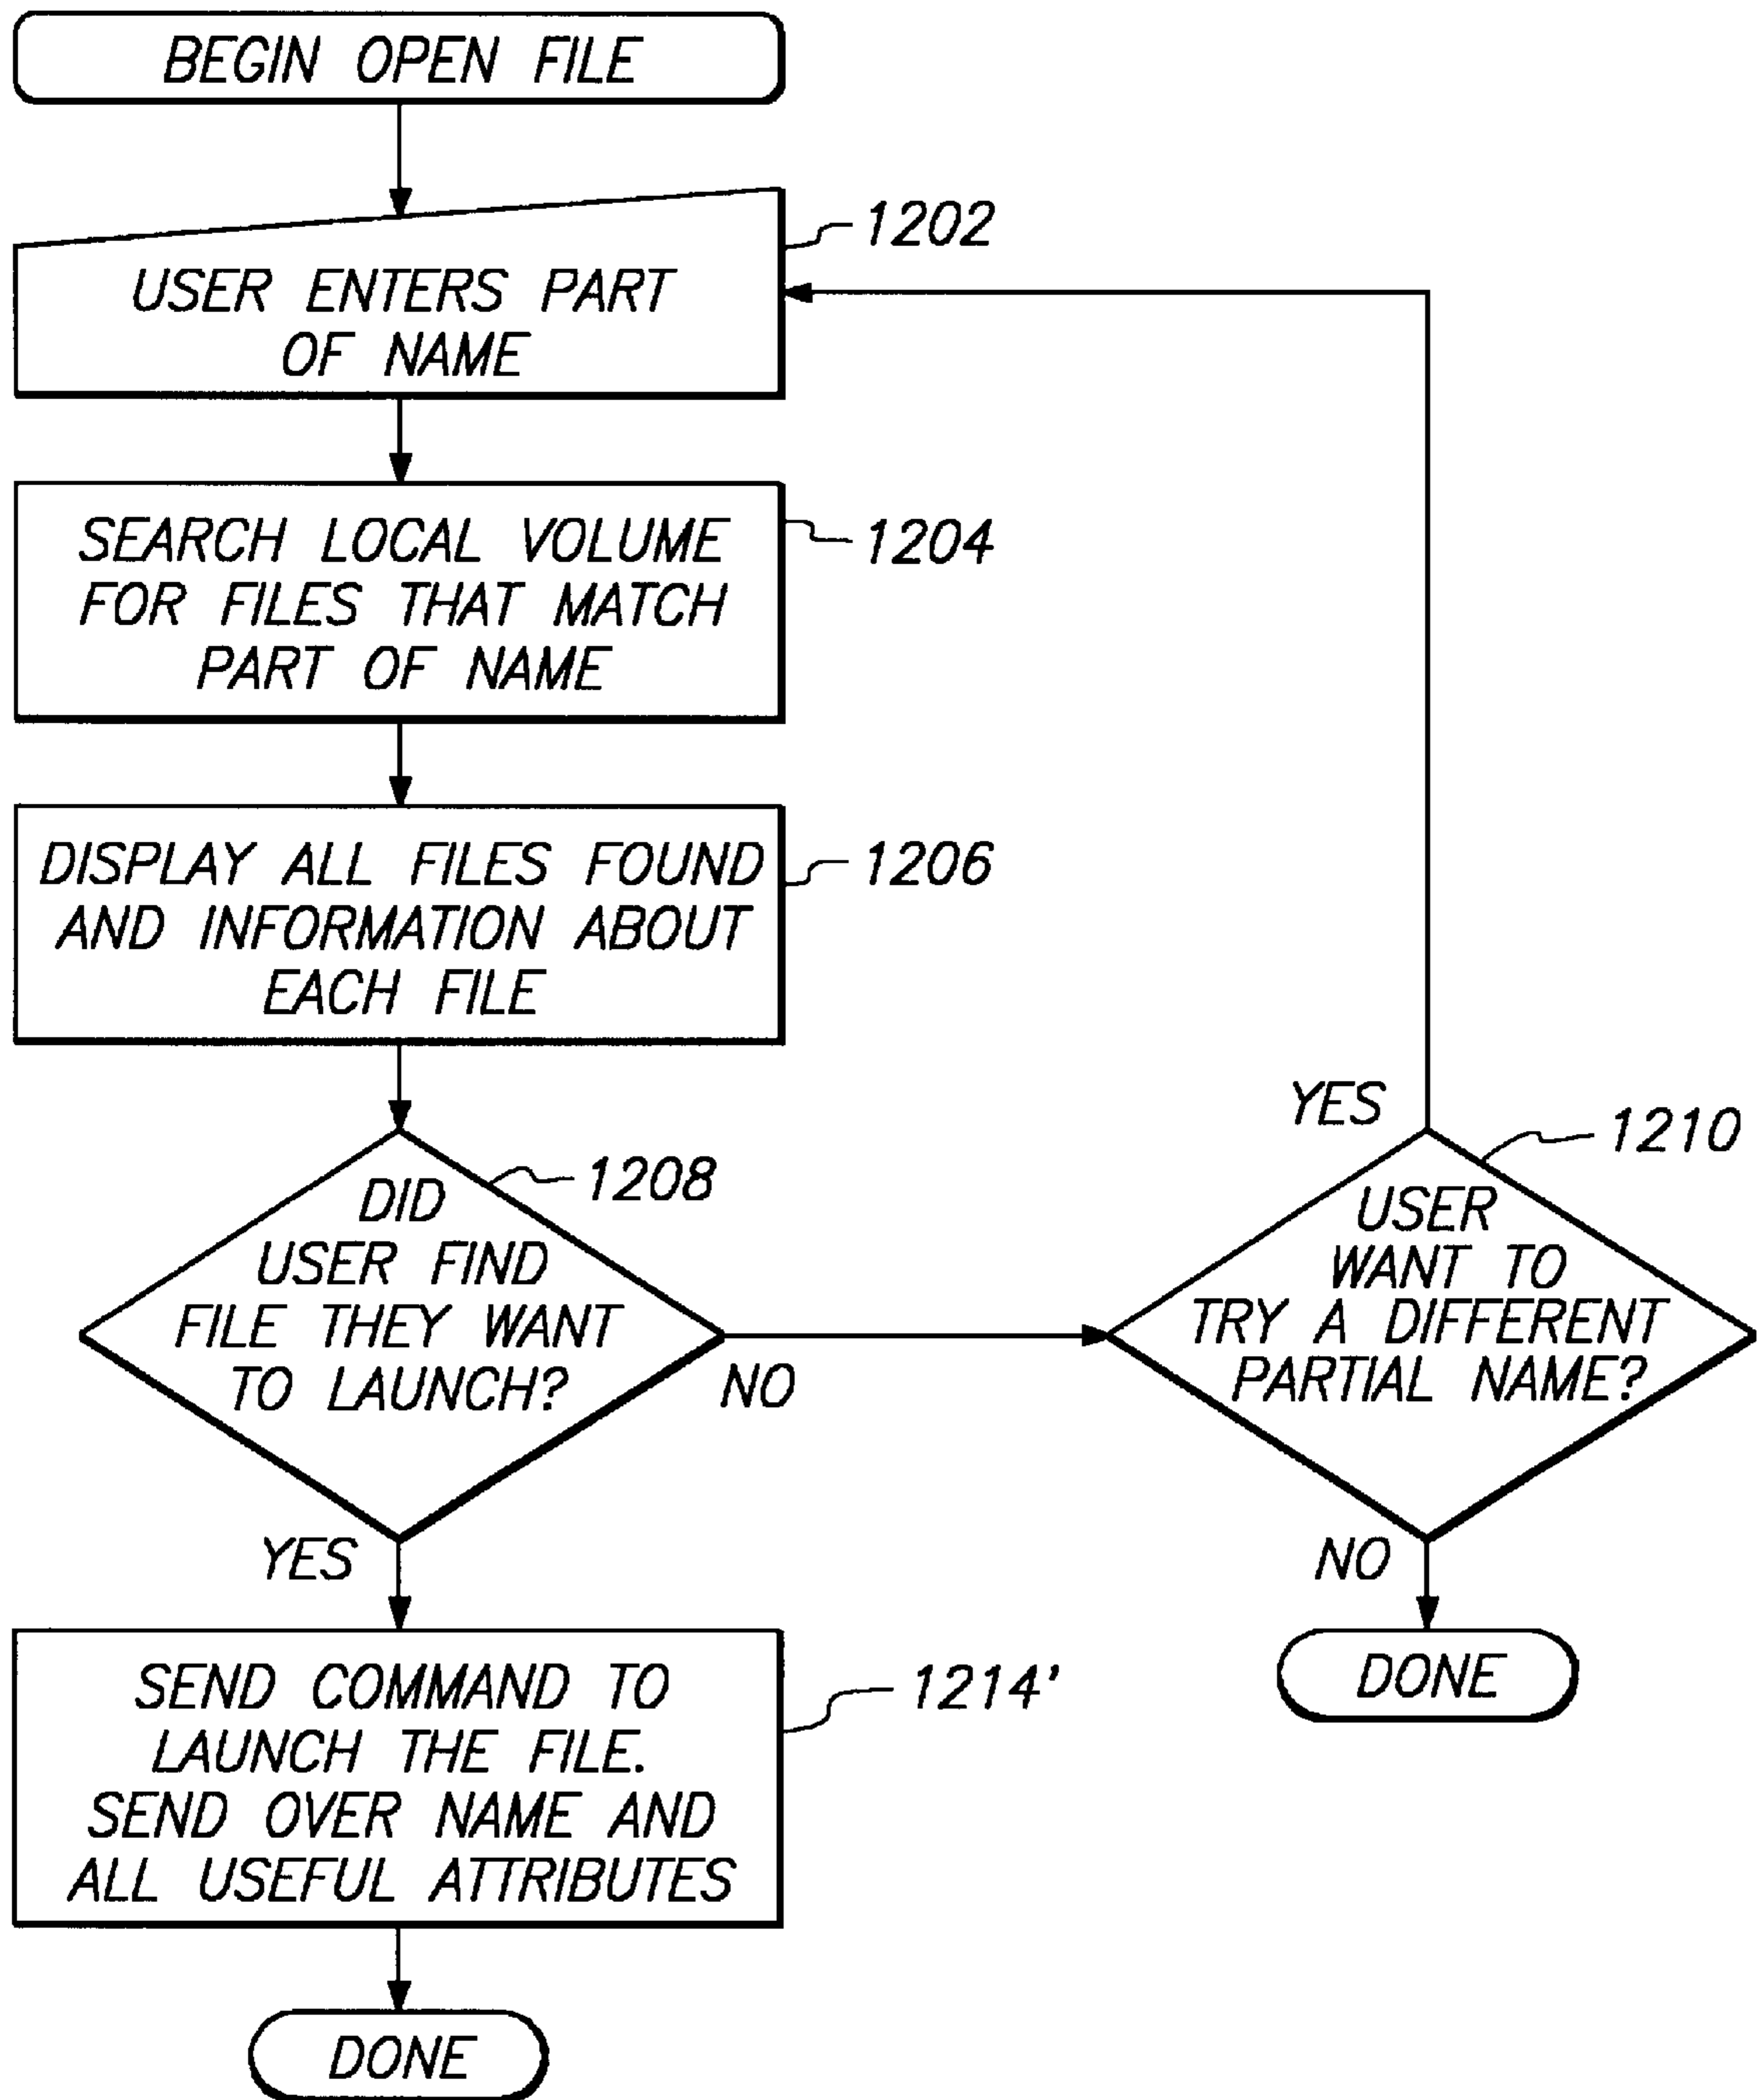 BEGIN OPEN FILE
1202
USER ENTERS PART
OF NAME
SEARCH LOCAL VOLUME
FOR FILES THAT MATCH
PART OF NAME
1204
DISPLAY ALL FILES FOUND
AND INFORMATION ABOUT
EACH FILE
1206
1208
DID
USER FIND
FILE THEY WANT
TO LAUNCH?
NO
YES
YES
1210
USER
WANT TO
TRY A DIFFERENT
PARTIAL NAME?
NO
DONE
SEND COMMAND TO
LAUNCH THE FILE.
SEND OVER NAME AND
ALL USEFUL ATTRIBUTES
1214'
DONE